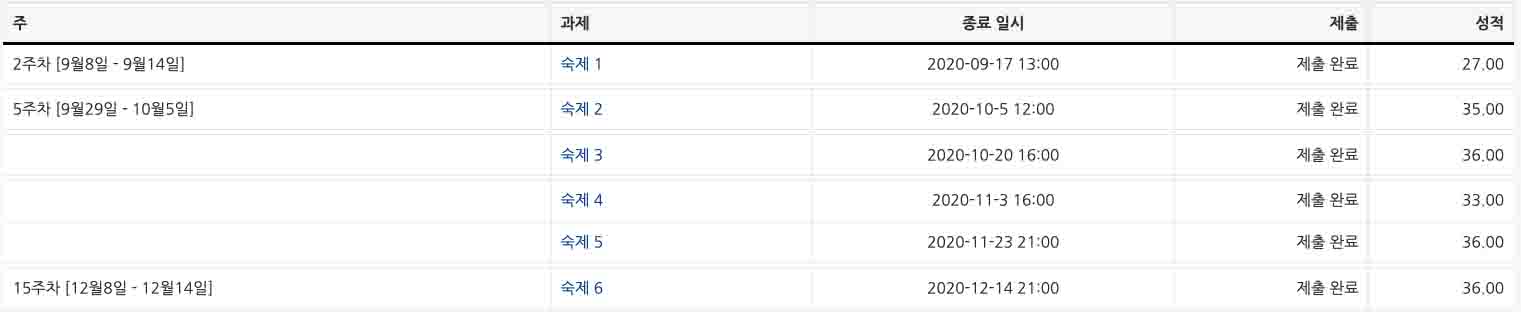 주 과제 종료 일시 제출 성적
2주차 [9월8일 - 9월14일] 숙제 1 2020-09-17 13:00 제출 완료 27.00
5주차 [9월29일 - 10월5일] 숙제 2 2020-10-5 12:00 제출 완료 35.00
숙제 3 2020-10-20 16:00 제출 완료 36.00
숙제 4 2020-11-3 16:00 제출 완료 33.00
숙제 5 2020-11-23 21:00 제출 완료 36.00
15주차 [12월8일 - 12월14일] 숙제 6 2020-12-14 21:00 제출 완료 36.00